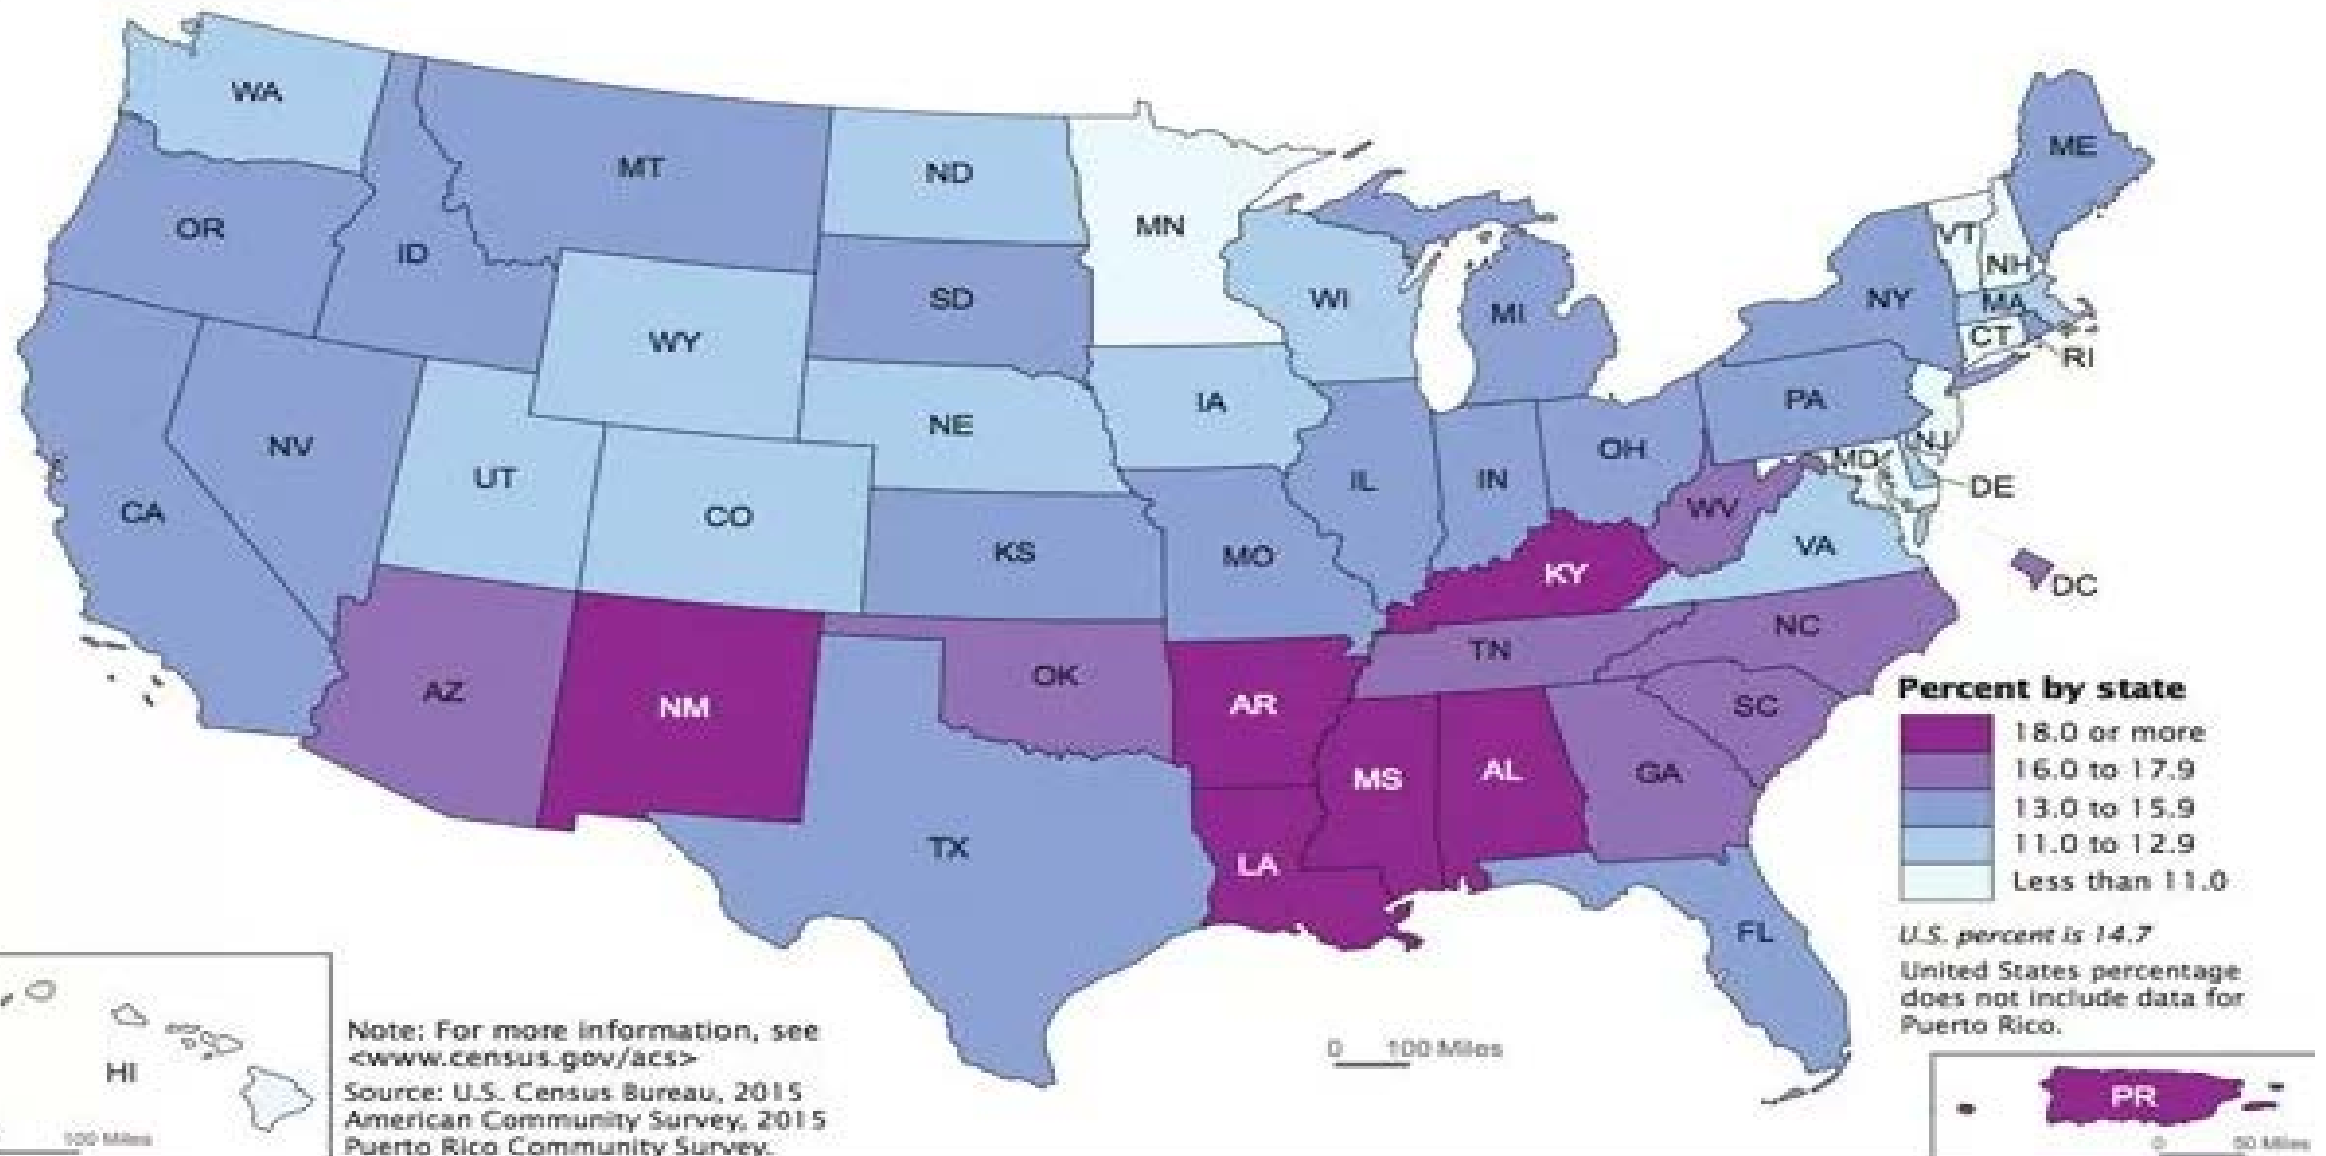 WA
MT
ND
MN
ME
OR
ID
SD
WI
MI
NY
VT
NH
MA
CT
RI
WY
IA
PA
NJ
NE
NV
UT
CO
IL
IN
OH
MD
DE
CA
KS
MO
WV
VA
KY
DC
AZ
NM
OK
AR
TN
NC
SC
MS
AL
GA
TX
LA
FL
Percent by state
18.0 or more
16.0 to 17.9
13.0 to 15.9
11.0 to 12.9
Less than 11.0
U.S. percent is 14.7
United States percentage
does not include data for
Puerto Rico.
0 100 Miles
HI
100 Miles
Note: For more information, see
<www.census.gov/acs>
Source: U.S. Census Bureau, 2015
American Community Survey, 2015
Puerto Rico Community Survey.
PR
0 50 Miles